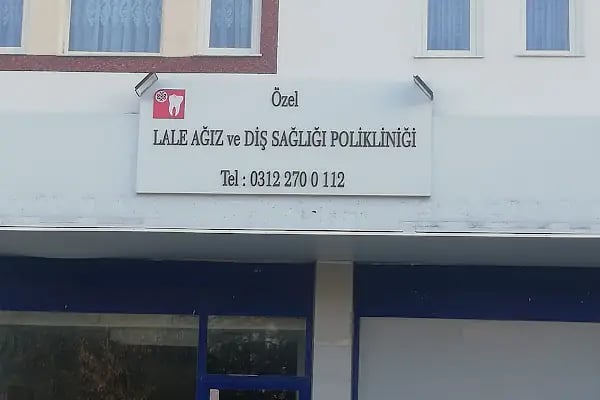 Özel
LALE AĞIZ ve DİŞ SAĞLIĞI POLİKLİNİĞİ
Tel : 0312 270 0 112